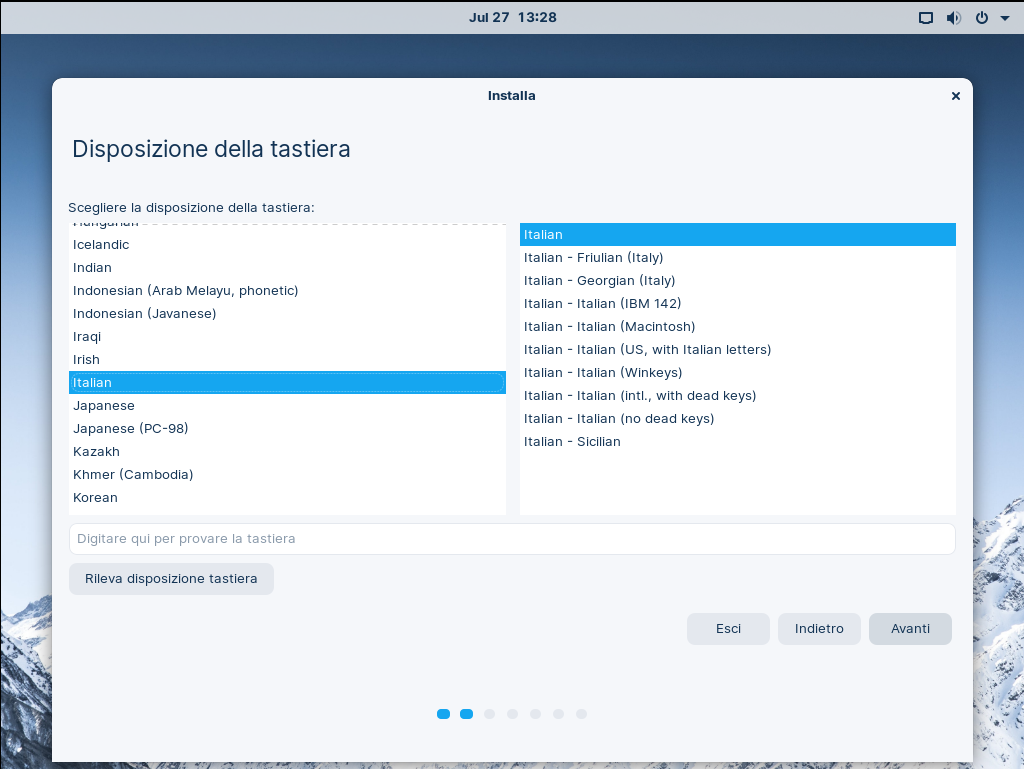 Jul 27 13:28
Installa
Disposizione della tastiera
Scegliere la disposizione della tastiera:
Hungarian
Icelandic
Indian
Indonesian (Arab Melayu, phonetic)
Indonesian (Javanese)
Iraqi
Irish
Italian
Japanese
Japanese (PC-98)
Kazakh
Khmer (Cambodia)
Korean
Italian
Italian - Friulian (Italy)
Italian - Georgian (Italy)
Italian - Italian (IBM 142)
Italian - Italian (Macintosh)
Italian - Italian (US, with Italian letters)
Italian - Italian (Winkeys)
Italian - Italian (intl., with dead keys)
Italian - Italian (no dead keys)
Italian - Sicilian
Digitare qui per provare la tastiera
Rileva disposizione tastiera
Esci
Indietro
Avanti